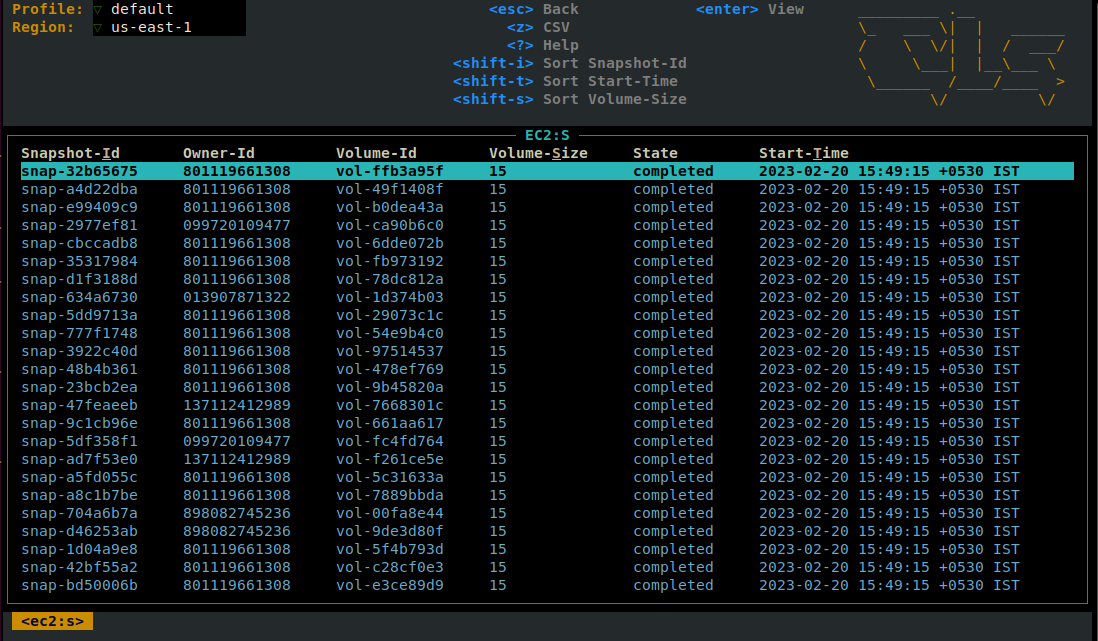 Profile: ▽ default
Region: ▽ us-east-1
<esc> Back
<z> CSV
<?> Help
<shift-i> Sort Snapshot-Id
<shift-t> Sort Start-Time
<shift-s> Sort Volume-Size
<enter> View
EC2:S
Snapshot-Id Owner-Id Volume-Id Volume-Size State Start-Time
snap-32b65675 801119661308 vol-ffb3a95f 15 completed 2023-02-20 15:49:15 +0530 IST
snap-a4d22dba 801119661308 vol-49f1408f 15 completed 2023-02-20 15:49:15 +0530 IST
snap-e99409c9 801119661308 vol-b0dea43a 15 completed 2023-02-20 15:49:15 +0530 IST
snap-2977ef81 099720109477 vol-ca90b6c0 15 completed 2023-02-20 15:49:15 +0530 IST
snap-cbccadb8 801119661308 vol-6dde072b 15 completed 2023-02-20 15:49:15 +0530 IST
snap-35317984 801119661308 vol-fb973192 15 completed 2023-02-20 15:49:15 +0530 IST
snap-d1f3188d 801119661308 vol-78dc812a 15 completed 2023-02-20 15:49:15 +0530 IST
snap-634a6730 013907871322 vol-1d374b03 15 completed 2023-02-20 15:49:15 +0530 IST
snap-5dd9713a 801119661308 vol-29073c1c 15 completed 2023-02-20 15:49:15 +0530 IST
snap-777f1748 801119661308 vol-54e9b4c0 15 completed 2023-02-20 15:49:15 +0530 IST
snap-3922c40d 801119661308 vol-97514537 15 completed 2023-02-20 15:49:15 +0530 IST
snap-48b4b361 801119661308 vol-478ef769 15 completed 2023-02-20 15:49:15 +0530 IST
snap-23bcb2ea 801119661308 vol-9b45820a 15 completed 2023-02-20 15:49:15 +0530 IST
snap-47feaeeb 137112412989 vol-7668301c 15 completed 2023-02-20 15:49:15 +0530 IST
snap-9c1cb96e 801119661308 vol-661aa617 15 completed 2023-02-20 15:49:15 +0530 IST
snap-5df358f1 099720109477 vol-fc4fd764 15 completed 2023-02-20 15:49:15 +0530 IST
snap-ad7f53e0 137112412989 vol-f261ce5e 15 completed 2023-02-20 15:49:15 +0530 IST
snap-a5fd055c 801119661308 vol-5c31633a 15 completed 2023-02-20 15:49:15 +0530 IST
snap-a8c1b7be 801119661308 vol-7889bbda 15 completed 2023-02-20 15:49:15 +0530 IST
snap-704a6b7a 898082745236 vol-00fa8e44 15 completed 2023-02-20 15:49:15 +0530 IST
snap-d46253ab 898082745236 vol-9de3d80f 15 completed 2023-02-20 15:49:15 +0530 IST
snap-1d04a9e8 801119661308 vol-5f4b793d 15 completed 2023-02-20 15:49:15 +0530 IST
snap-42bf55a2 801119661308 vol-c28cf0e3 15 completed 2023-02-20 15:49:15 +0530 IST
snap-bd50006b 801119661308 vol-e3ce89d9 15 completed 2023-02-20 15:49:15 +0530 IST
<ec2:s>